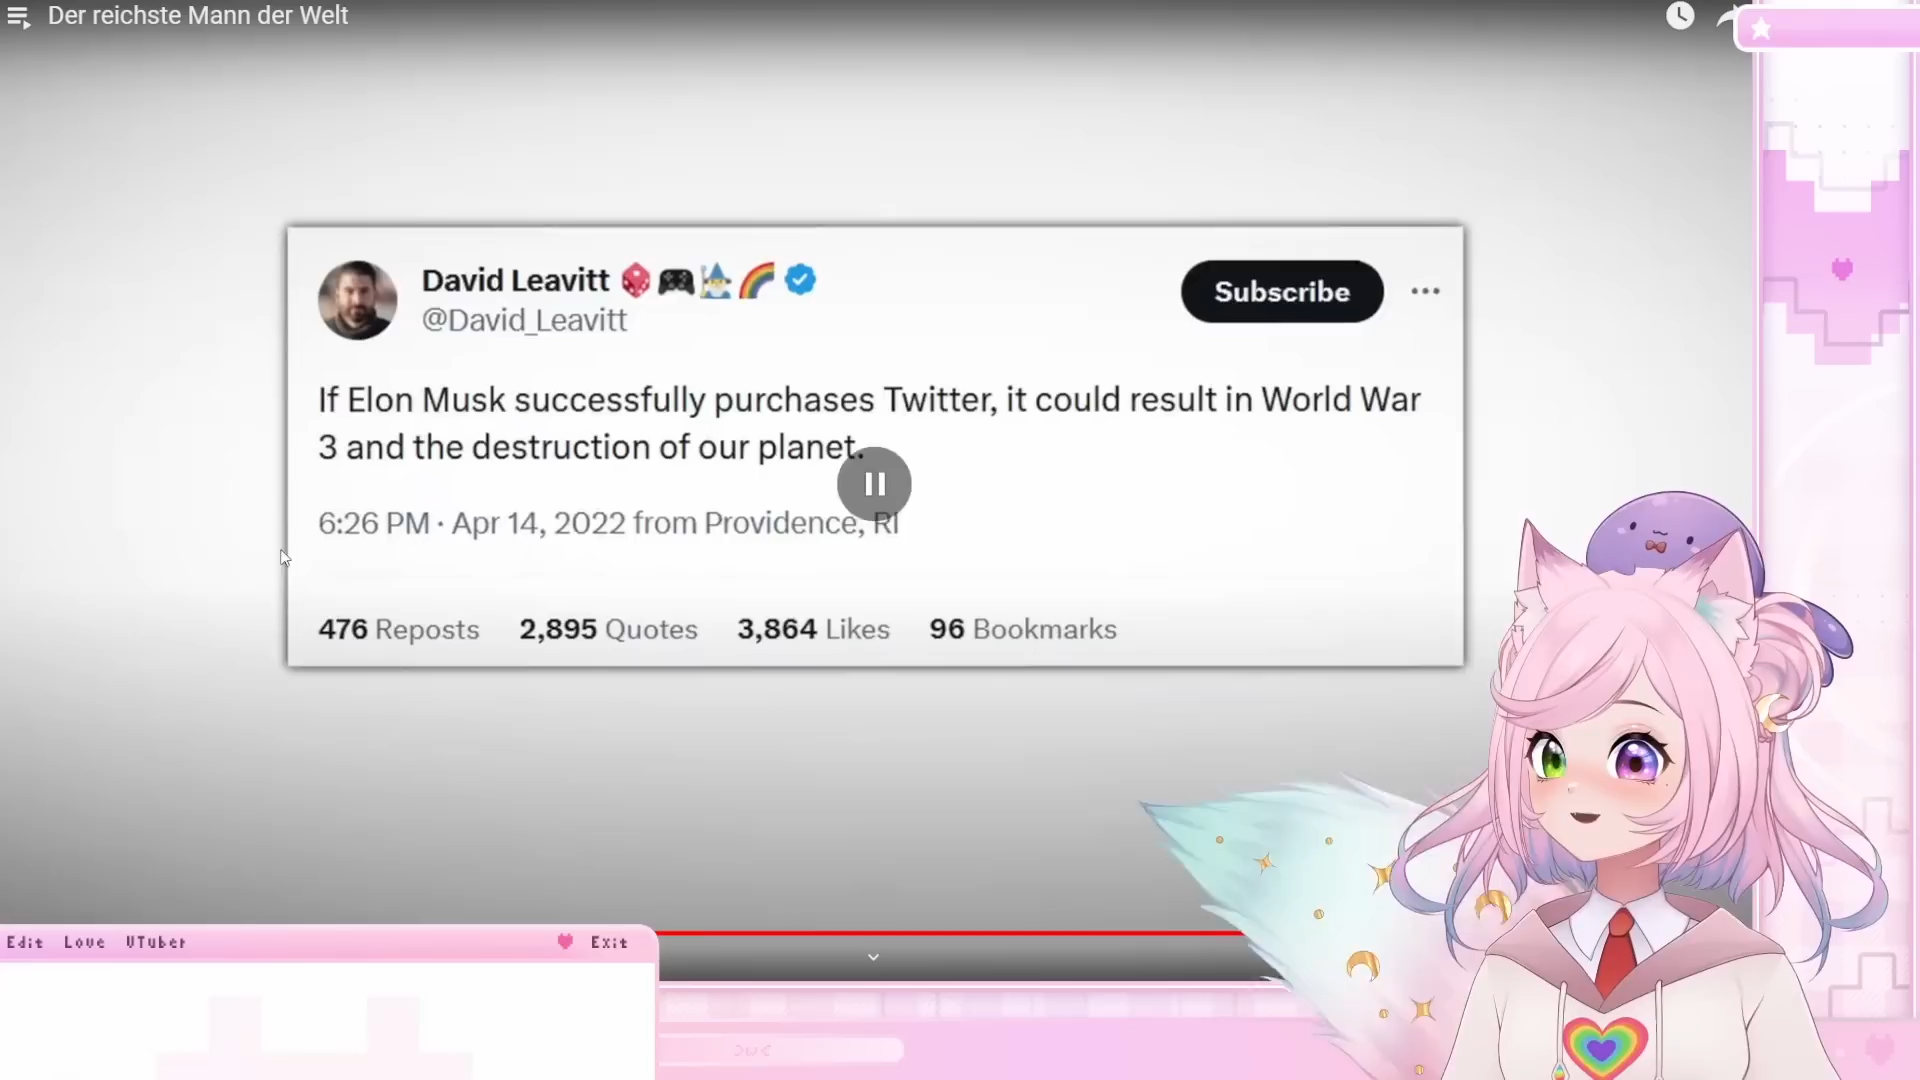 Der reichste Mann der Welt
David Leavitt
@David_Leavitt
Subscribe
If Elon Musk successfully purchases Twitter, it could result in World War
3 and the destruction of our planet.
6:26 PM · Apr 14, 2022 from Providence, RI
476 Reposts 2,895 Quotes 3,864 Likes 96 Bookmarks
Edit Love VTuber Exit
>ω<